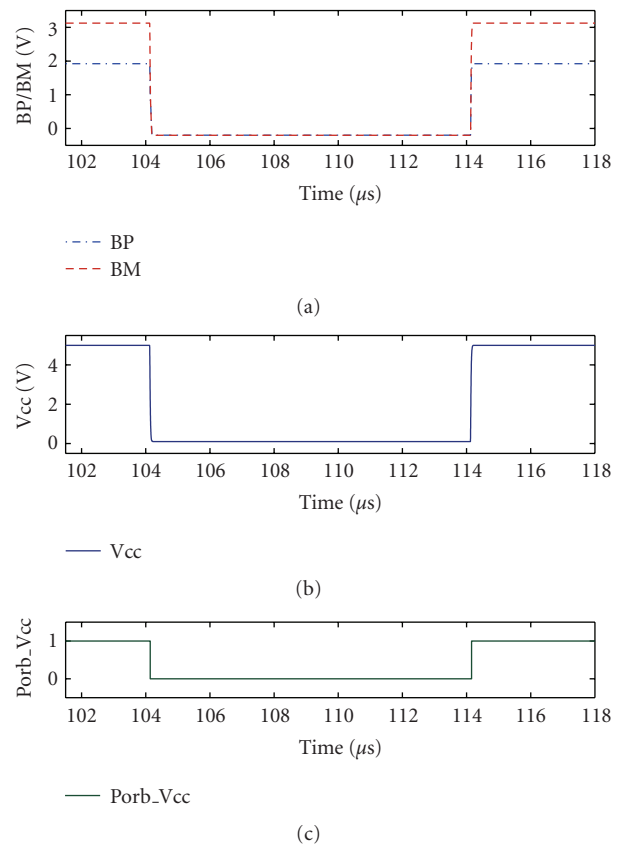 BP/BM (V)
3
2
1
0
102 104 106 108 110 112 114 116 118
Time (μs)
BP
BM
(a)
Vcc (V)
4
2
0
102 104 106 108 110 112 114 116 118
Time (μs)
Vcc
(b)
Porb_Vcc
1
0
102 104 106 108 110 112 114 116 118
Time (μs)
Porb_Vcc
(c)